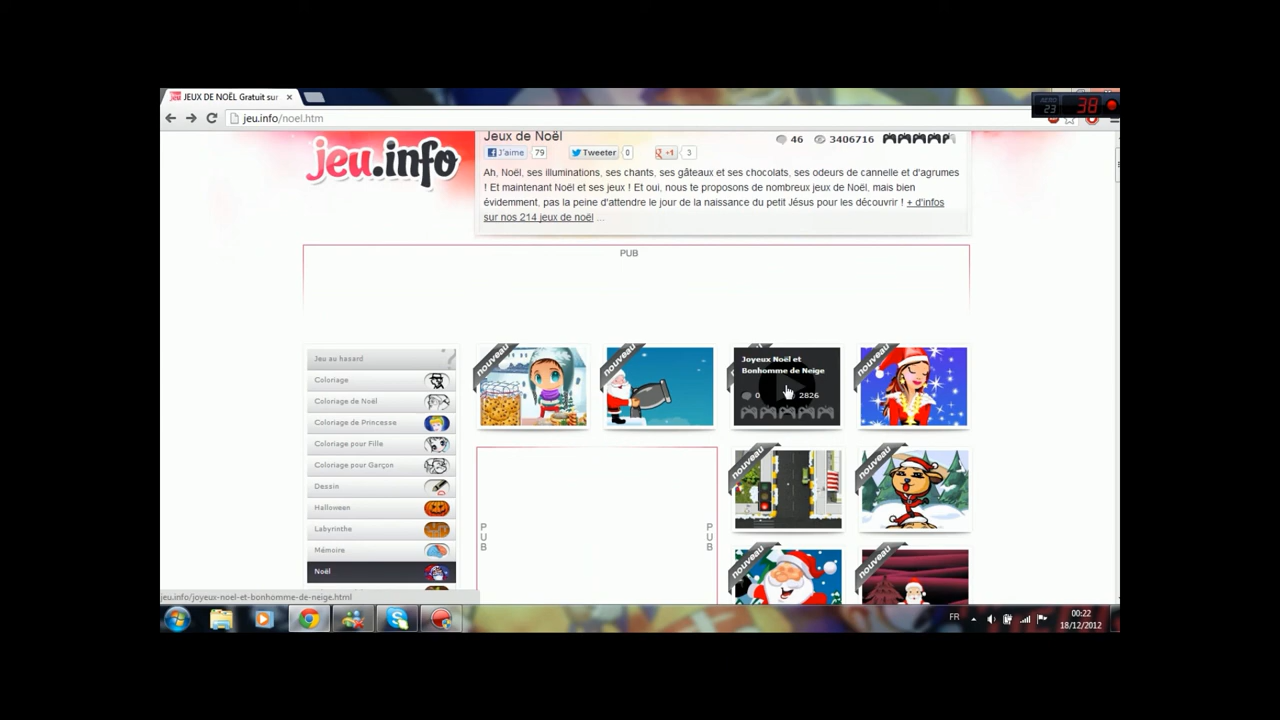 JEUX DE NOËL Gratuit sur
AERO
23
38
jeu.info/noel.htm
jeu.info
Jeux de Noël
46
3406716
J'aime
79
Tweeter
0
+1
3
Ah, Noël, ses illuminations, ses chants, ses gâteaux et ses chocolats, ses odeurs de cannelle et d'agrumes
! Et maintenant Noël et ses jeux ! Et oui, nous te proposons de nombreux jeux de Noël, mais bien
évidemment, pas la peine d'attendre le jour de la naissance du petit Jésus pour les découvrir ! + d'infos
sur nos 214 jeux de noël ...
PUB
Jeu au hasard
Coloriage
Coloriage de Noël
Coloriage de Princesse
Coloriage pour Fille
Coloriage pour Garçon
Dessin
Halloween
Labyrinthe
Mémoire
Noël
nouveau
nouveau
Joyeux Noël et
Bonhomme de Neige
0
2826
nouveau
PUB
PUB
nouveau
nouveau
nouveau
nouveau
jeu.info/joyeux-noel-et-bonhomme-de-neige.html
FR
00:22
18/12/2012